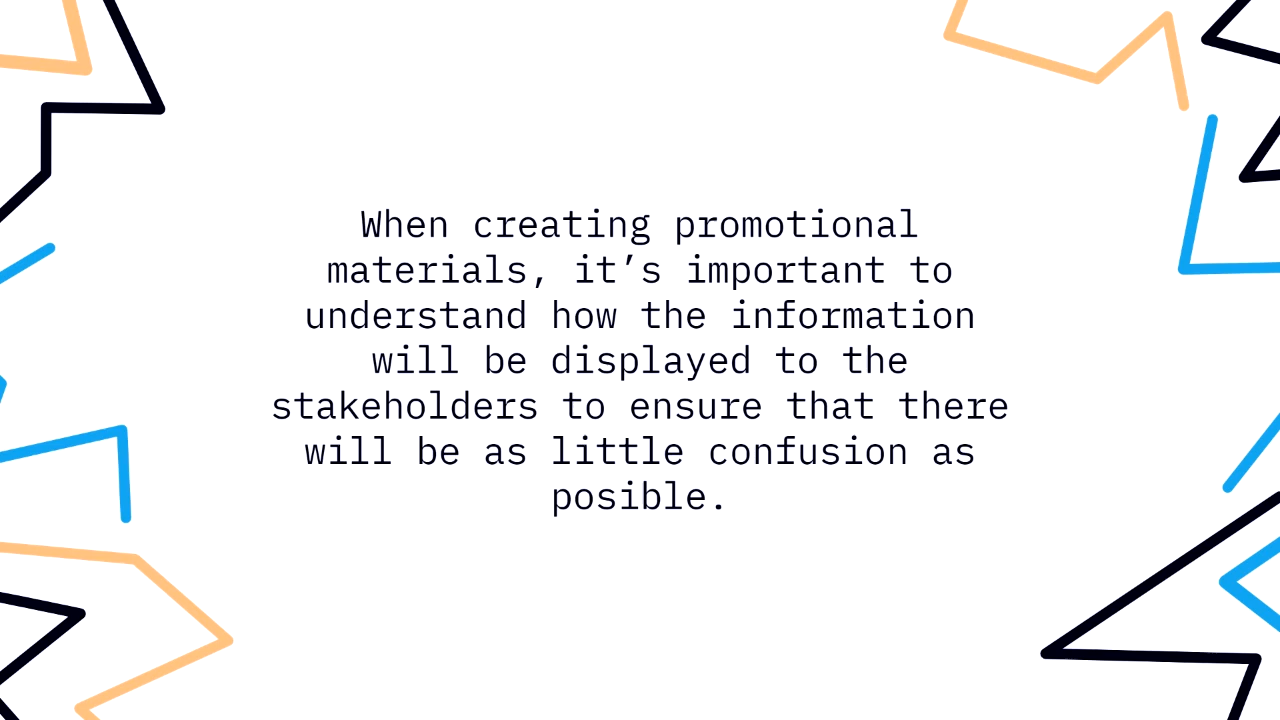 When creating promotional
materials, it’s important to
understand how the information
will be displayed to the
stakeholders to ensure that there
will be as little confusion as
posible.